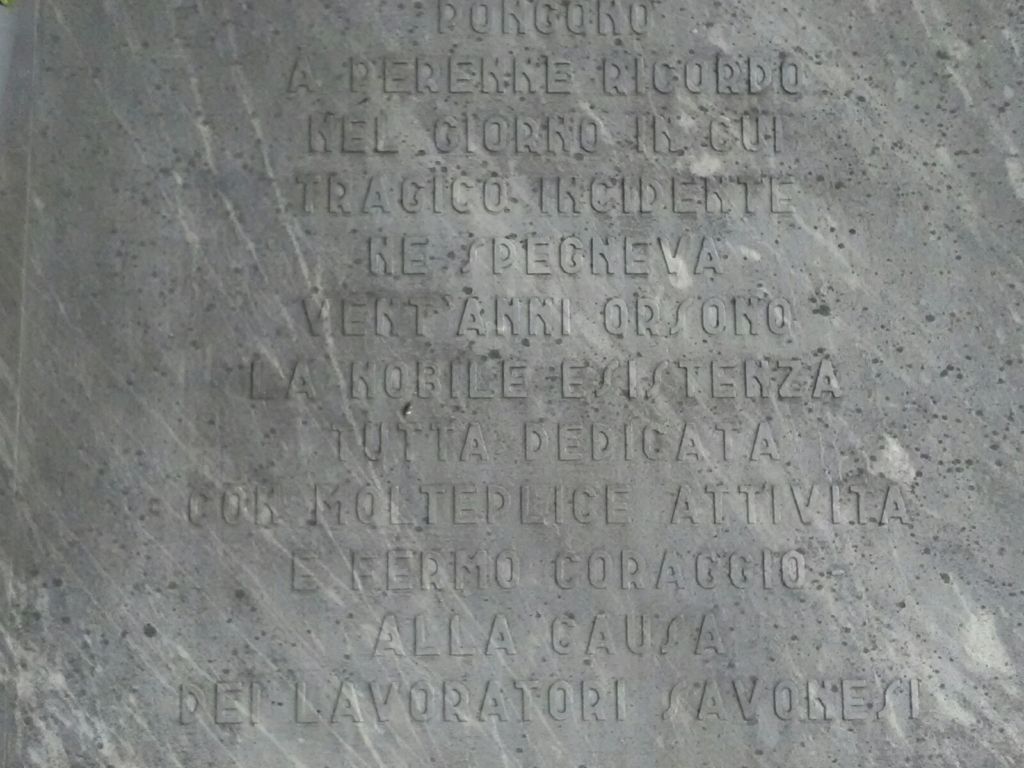 PONGONO
A PERENNE RICORDO
NEL GIORNO IN CUI
TRAGICO INCIDENTE
NE SPEGNEVA
VENT'ANNI ORSONO
LA NOBILE ESISTENZA
TUTTA DEDICATA
CON MOLTEPLICE ATTIVITA
E FERMO CORAGGIO
ALLA CAUSA
DEI LAVORATORI SAVONESI